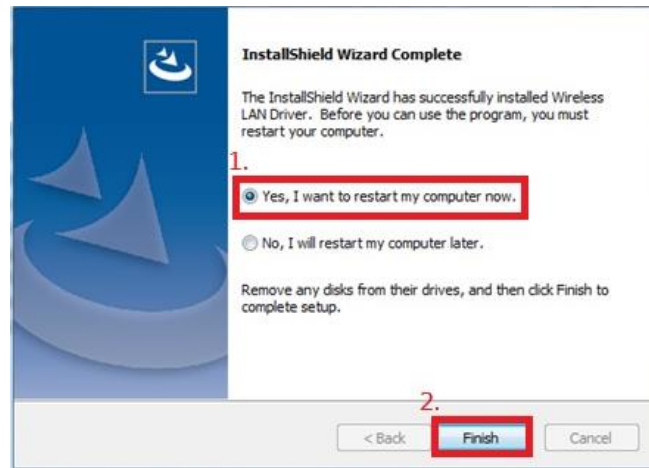 InstallShield Wizard Complete
The InstallShield Wizard has successfully installed Wireless
LAN Driver. Before you can use the program, you must
restart your computer.
1.
Yes, I want to restart my computer now.
No, I will restart my computer later.
Remove any disks from their drives, and then click Finish to
complete setup.
2.
< Back
Finish
Cancel